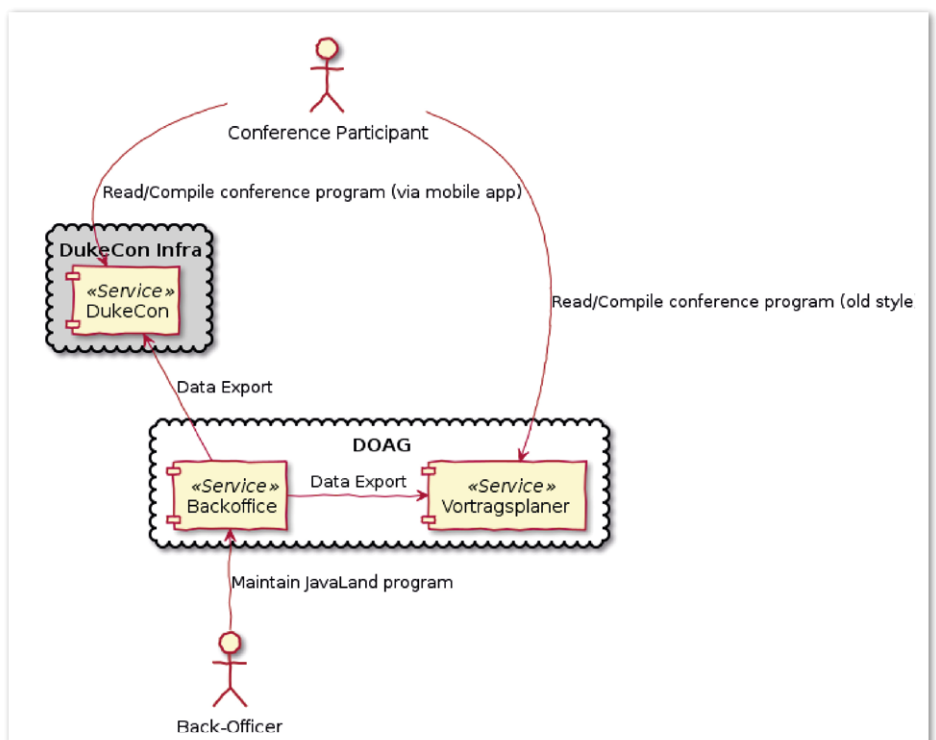 Conference Participant
Read/Compile conference program (via mobile app)
DukeCon Infra
«Service»
DukeCon
Read/Compile conference program (old style
Data Export
DOAG
«Service»
Backoffice
Data Export
«Service»
Vortragsplaner
Maintain JavaLand program
Back-Officer